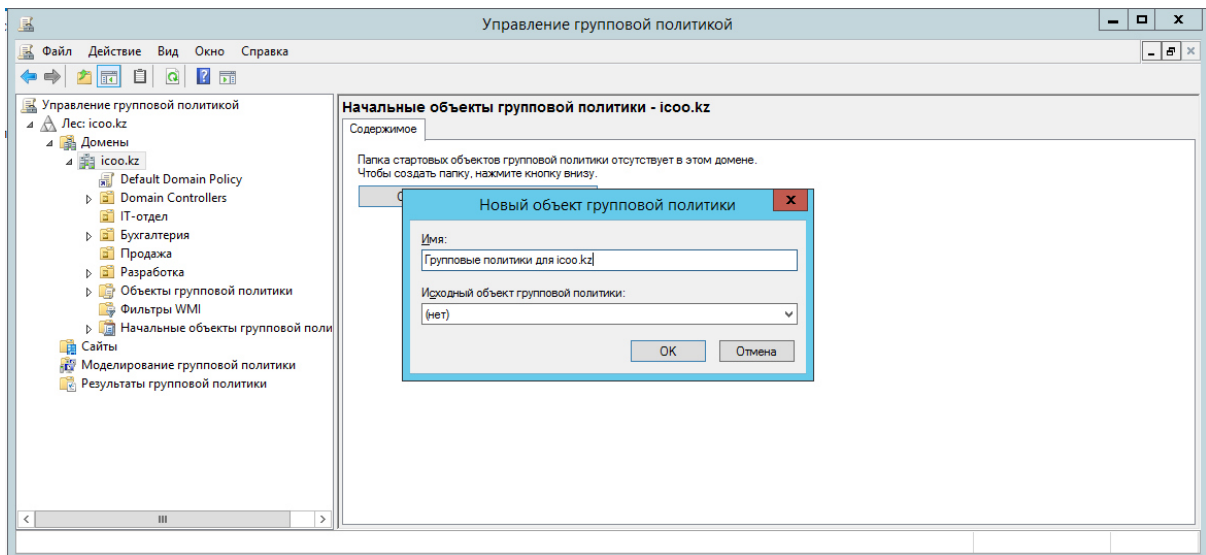 Управление групповой политикой
Файл Действие Вид Окно Справка
Управление групповой политикой
Лес: icoo.kz
Домены
icoo.kz
Default Domain Policy
Domain Controllers
IT-отдел
Бухгалтерия
Продажа
Разработка
Объекты групповой политики
Фильтры WMI
Начальные объекты групповой поли
Сайты
Моделирование групповой политики
Результаты групповой политики
Начальные объекты групповой политики - icoo.kz
Содержимое
Папка стартовых объектов групповой политики отсутствует в этом домене.
Чтобы создать папку, нажмите кнопку внизу.
Новый объект групповой политики
Имя:
Групповые политики для icoo.kz
Исходный объект групповой политики:
(нет)
OK Отмена